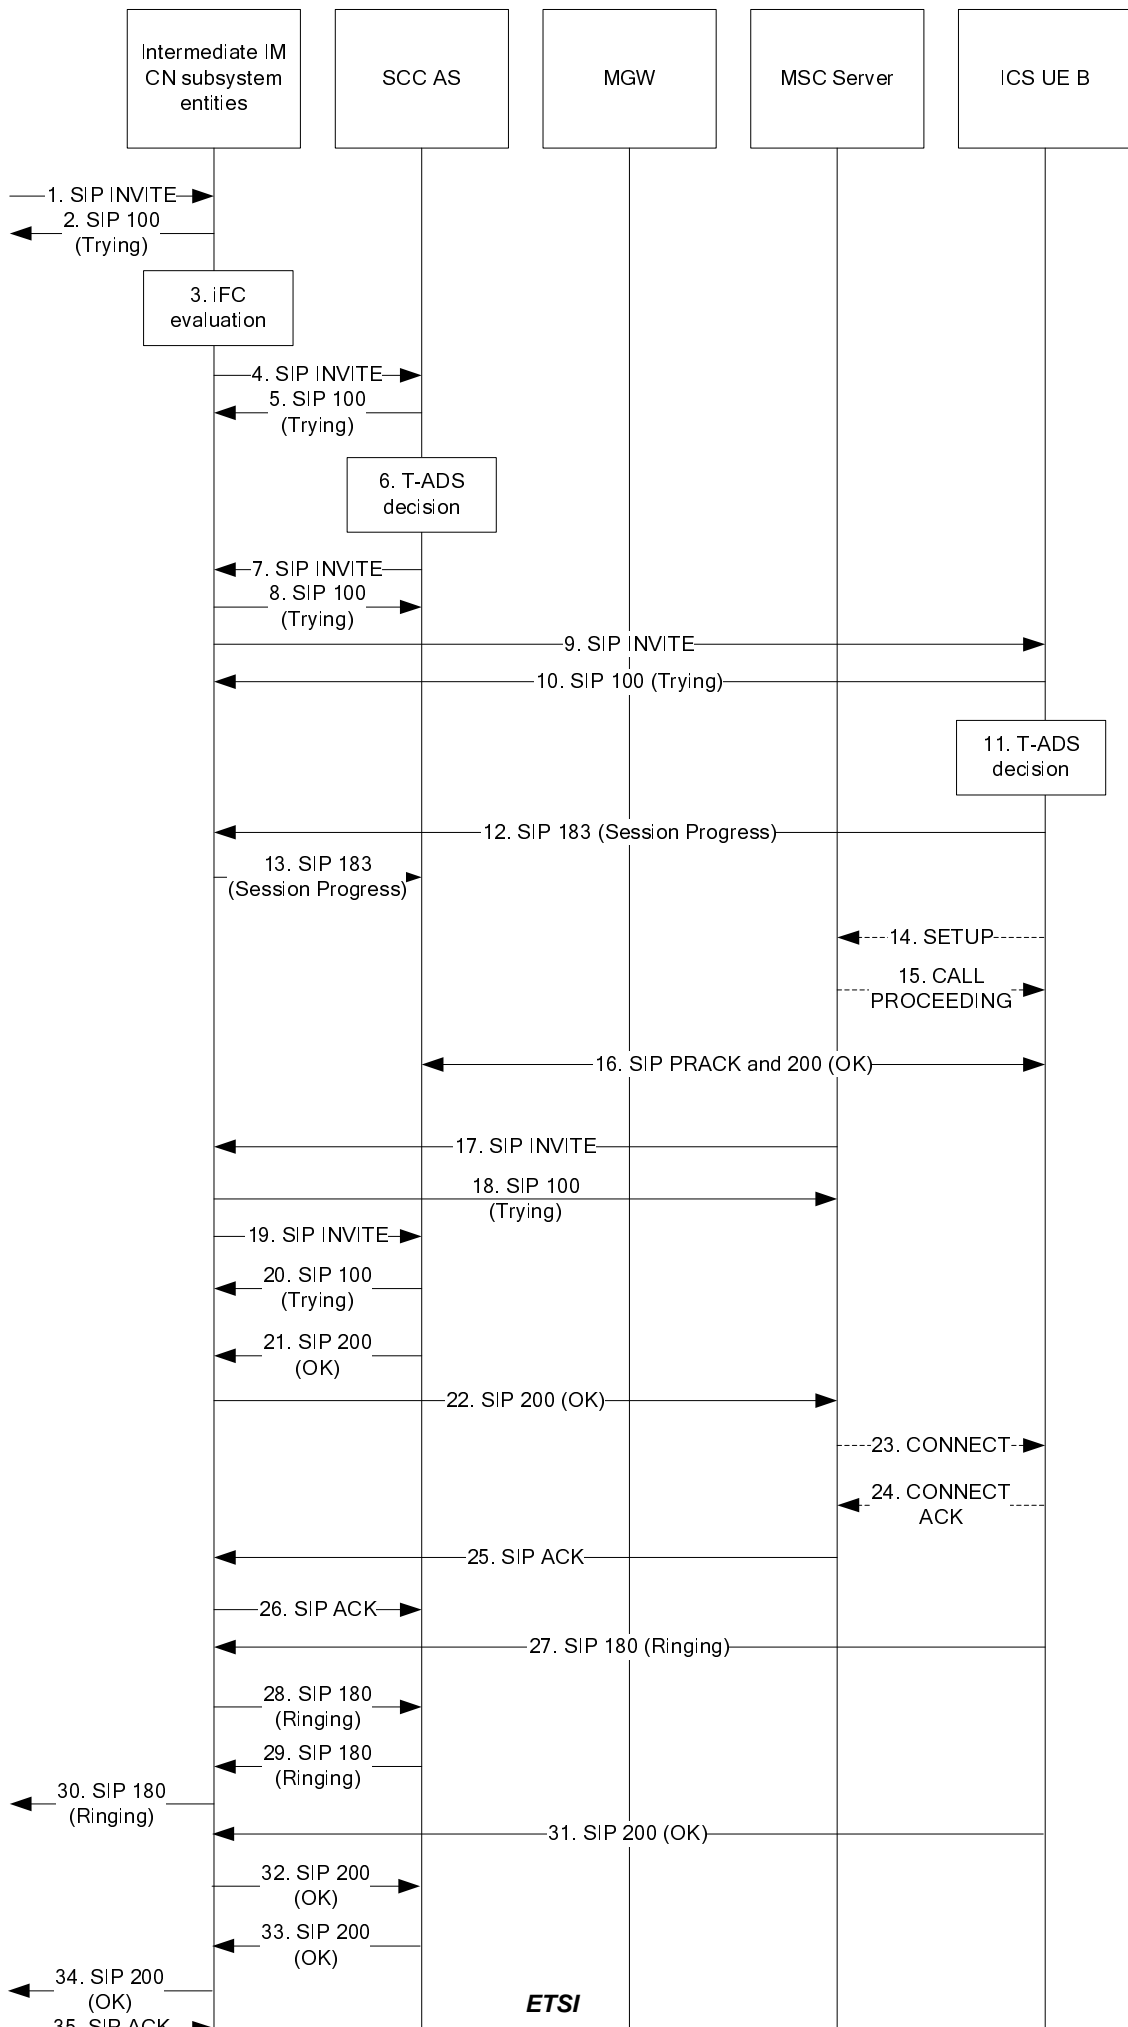 Intermediate IM
CN subsystem
entities
SCC AS
MGW
MSC Server
ICS UE B
1. SIP INVITE
2. SIP 100
(Trying)
3. iFC
evaluation
4. SIP INVITE
5. SIP 100
(Trying)
6. T-ADS
decision
7. SIP INVITE
8. SIP 100
(Trying)
9. SIP INVITE
10. SIP 100 (Trying)
11. T-ADS
decision
12. SIP 183 (Session Progress)
13. SIP 183
(Session Progress)
14. SETUP
15. CALL
PROCEEDING
16. SIP PRACK and 200 (OK)
17. SIP INVITE
18. SIP 100
(Trying)
19. SIP INVITE
20. SIP 100
(Trying)
21. SIP 200
(OK)
22. SIP 200 (OK)
23. CONNECT
24. CONNECT
ACK
25. SIP ACK
26. SIP ACK
27. SIP 180 (Ringing)
28. SIP 180
(Ringing)
29. SIP 180
(Ringing)
30. SIP 180
(Ringing)
31. SIP 200 (OK)
32. SIP 200
(OK)
33. SIP 200
(OK)
34. SIP 200
(OK)
ETSI
35. SIP ACK